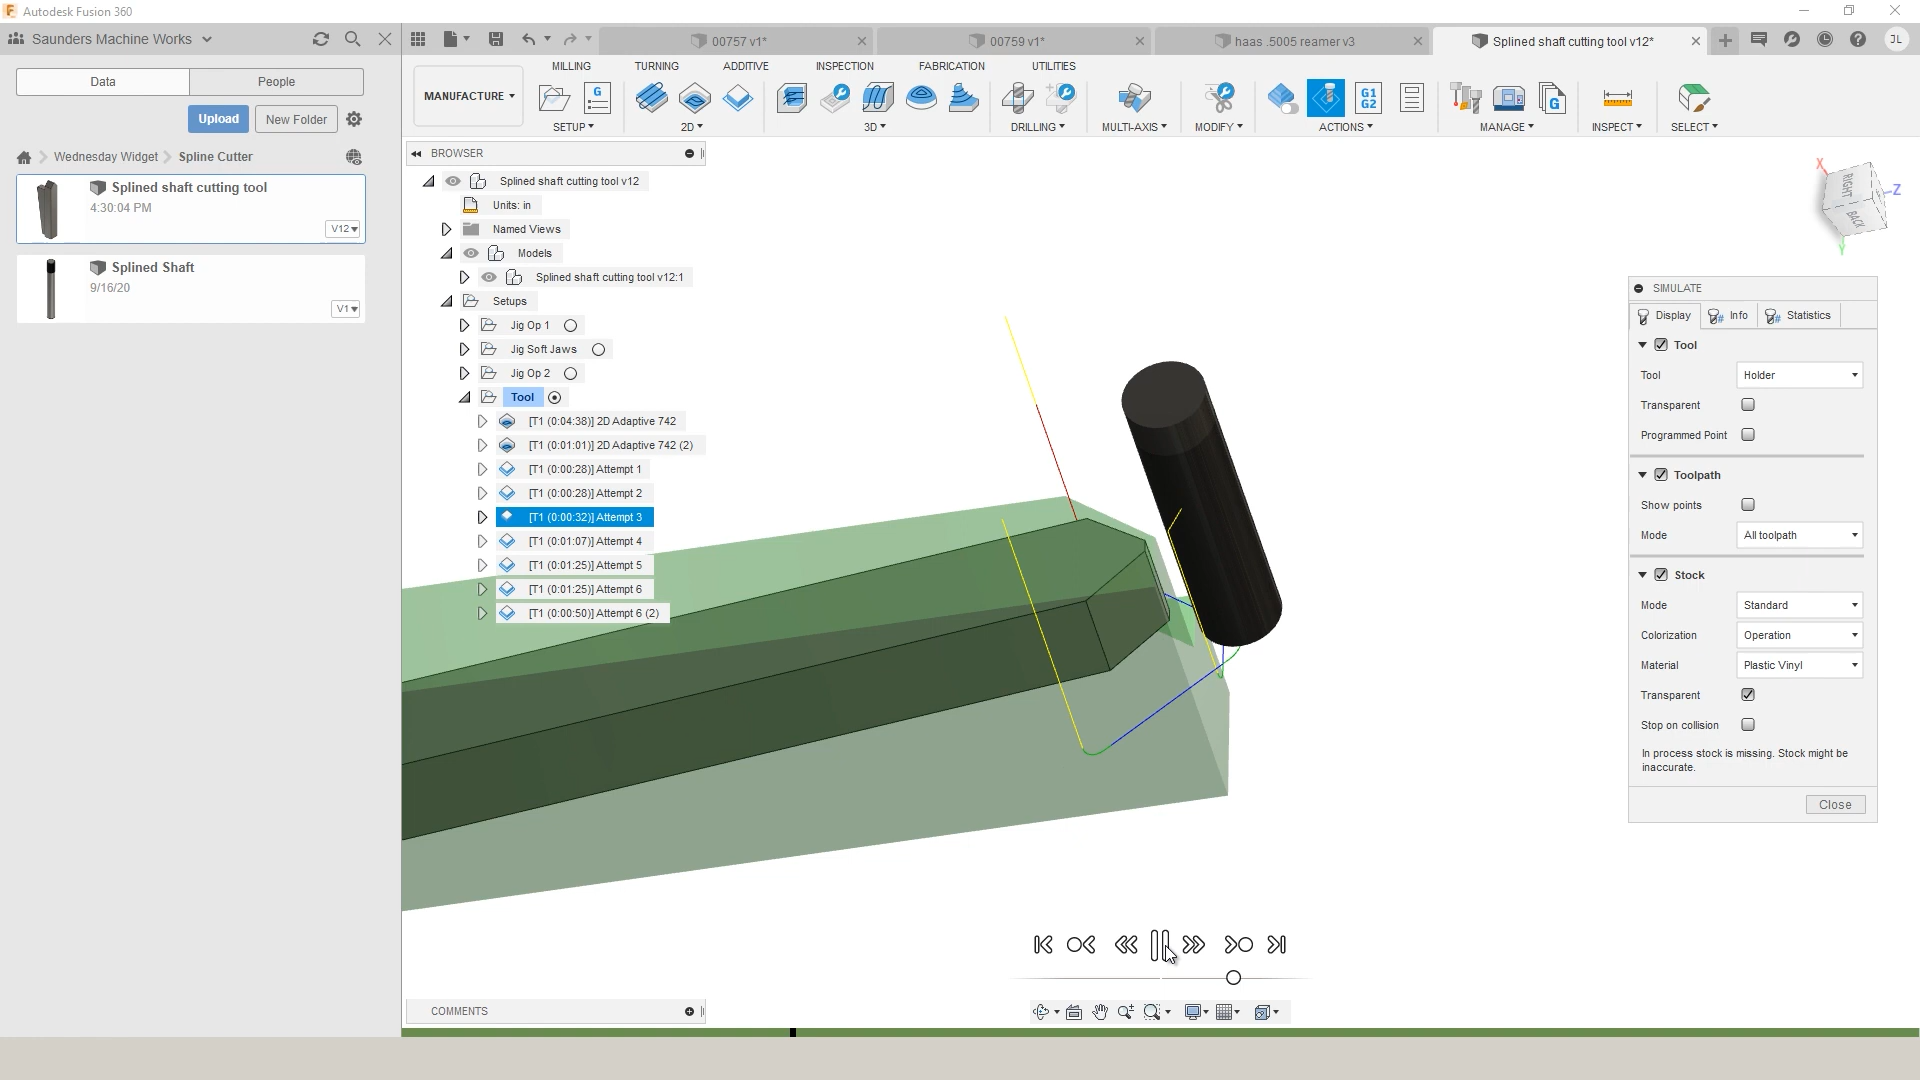 Autodesk Fusion 360
Saunders Machine Works
00757 v1*
00759 v1*
haas .5005 reamer v3
Splined shaft cutting tool v12*
JL
Data
People
Upload
New Folder
Wednesday Widget
Spline Cutter
Splined shaft cutting tool
4:30:04 PM
V12
Splined Shaft
9/16/20
V1
MANUFACTURE
MILLING
TURNING
ADDITIVE
INSPECTION
FABRICATION
UTILITIES
G
G1
G2
G
SETUP
2D
3D
DRILLING
MULTI-AXIS
MODIFY
ACTIONS
MANAGE
INSPECT
SELECT
BROWSER
Splined shaft cutting tool v12
Units: in
Named Views
Models
Splined shaft cutting tool v12:1
Setups
Jig Op 1
Jig Soft Jaws
Jig Op 2
Tool
[T1 (0:04:38)] 2D Adaptive 742
[T1 (0:01:01)] 2D Adaptive 742 (2)
[T1 (0:00:28)] Attempt 1
[T1 (0:00:28)] Attempt 2
[T1 (0:00:32)] Attempt 3
[T1 (0:01:07)] Attempt 4
[T1 (0:01:25)] Attempt 5
[T1 (0:01:25)] Attempt 6
[T1 (0:00:50)] Attempt 6 (2)
X
Z
Y
RIGHT
BACK
SIMULATE
Display
Info
Statistics
Tool
Tool
Holder
Transparent
Programmed Point
Toolpath
Show points
Mode
All toolpath
Stock
Mode
Standard
Colorization
Operation
Material
Plastic Vinyl
Transparent
Stop on collision
In process stock is missing. Stock might be
inaccurate.
Close
COMMENTS